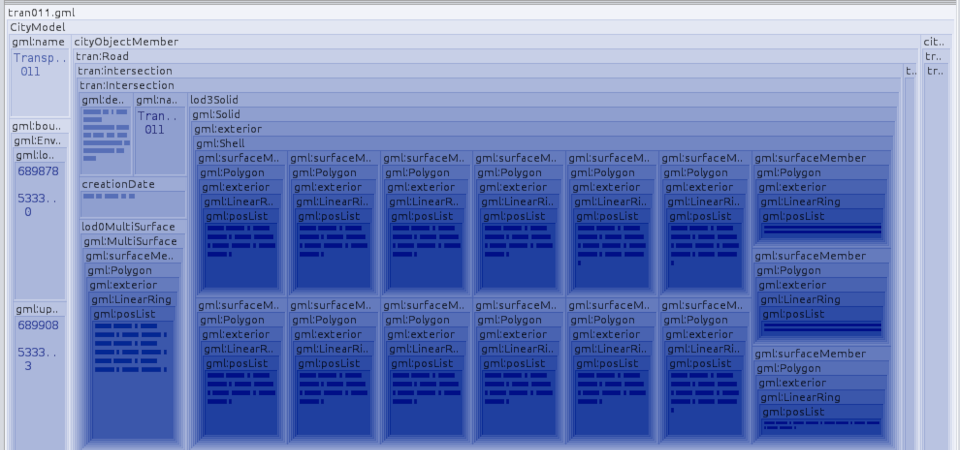 tran011.gml
CityModel
gml:name
Transp..
011
gml:bou..
gml:Env..
gml:lo..
689878
5333..
0
gml:up..
689908
5333..
3
cityObjectMember
tran:Road
tran:intersection
tran:Intersection
gml:de..
gml:na..
Tran..
011
creationDate
lod0MultiSurface
gml:MultiSurface
gml:surfaceMe..
gml:Polygon
gml:exterior
gml:LinearRing
gml:posList
lod3Solid
gml:Solid
gml:exterior
gml:Shell
gml:surfaceM..
gml:Polygon
gml:exterior
gml:LinearR..
gml:posList
gml:surfaceM..
gml:Polygon
gml:exterior
gml:LinearRi..
gml:posList
gml:surfaceM..
gml:Polygon
gml:exterior
gml:LinearRi..
gml:posList
gml:surfaceM..
gml:Polygon
gml:exterior
gml:LinearRi..
gml:posList
gml:surfaceM..
gml:Polygon
gml:exterior
gml:LinearRi..
gml:posList
gml:surfaceM..
gml:Polygon
gml:exterior
gml:LinearRi..
gml:posList
gml:surfaceMember
gml:Polygon
gml:exterior
gml:LinearRing
gml:posList
gml:surfaceMember
gml:Polygon
gml:exterior
gml:LinearRing
gml:posList
gml:surfaceM..
gml:Polygon
gml:exterior
gml:LinearR..
gml:posList
gml:surfaceM..
gml:Polygon
gml:exterior
gml:LinearRi..
gml:posList
gml:surfaceM..
gml:Polygon
gml:exterior
gml:LinearRi..
gml:posList
gml:surfaceM..
gml:Polygon
gml:exterior
gml:LinearRi..
gml:posList
gml:surfaceM..
gml:Polygon
gml:exterior
gml:LinearRi..
gml:posList
gml:surfaceM..
gml:Polygon
gml:exterior
gml:LinearRi..
gml:posList
gml:surfaceMember
gml:Polygon
gml:exterior
gml:LinearRing
gml:posList
t..
cit..
tr..
tr..